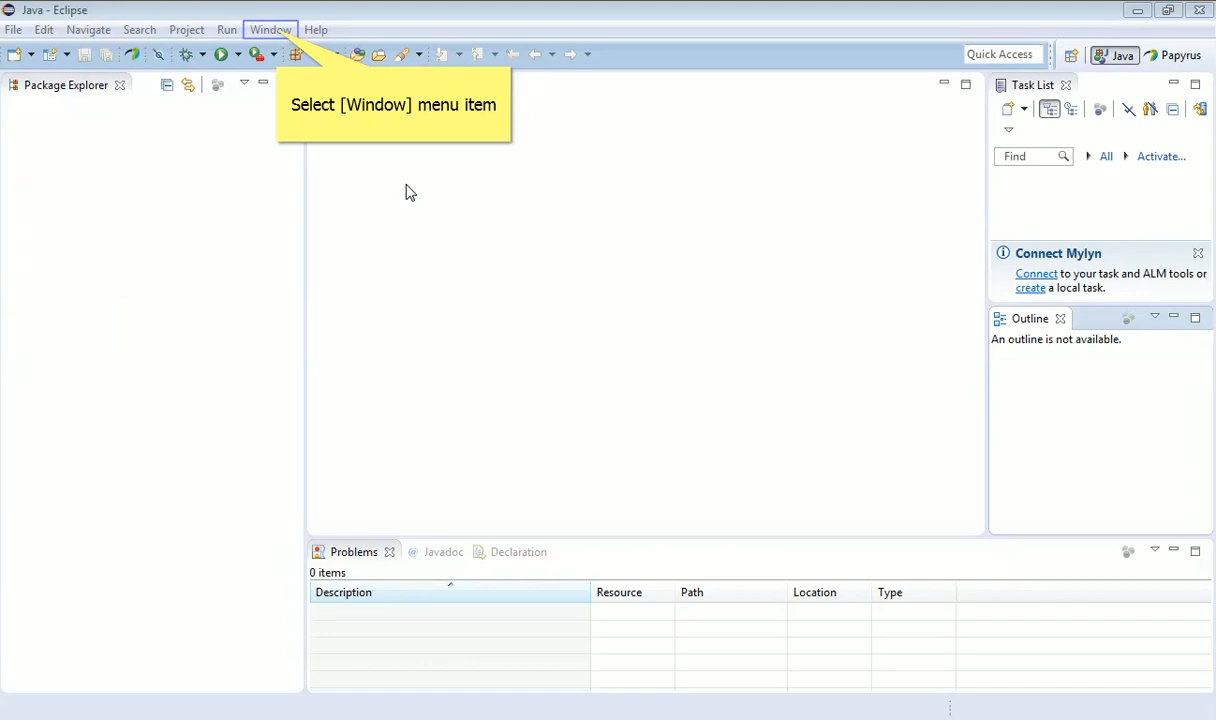 Java - Eclipse
File Edit Navigate Search Project Run Window Help
Quick Access Java Papyrus
Package Explorer
Select [Window] menu item
Task List
Find All Activate...
Connect Mylyn
Connect to your task and ALM tools or
create a local task.
Outline
An outline is not available.
Problems @ Javadoc Declaration
0 items
Description Resource Path Location Type